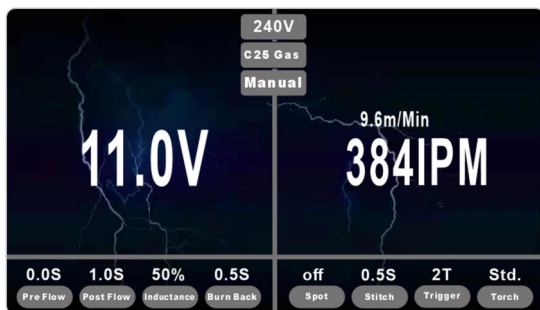 240V
C25 Gas
Manual
11.0V
9.6m/Min
384IPM
0.0S 1.0S 50% 0.5S off 0.5S 2T Std.
Pre Flow Post Flow Inductance Burn Back Spot Stitch Trigger Torch